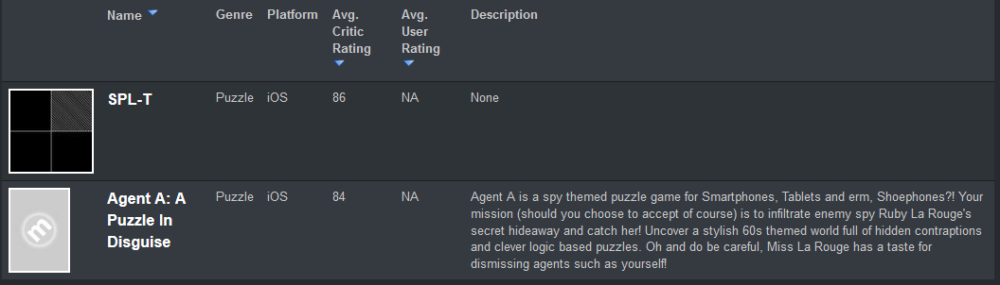 Name Genre Platform Avg. Critic Rating Avg. User Rating Description
SPL-T Puzzle iOS 86 NA None
Agent A: A Puzzle In Disguise Puzzle iOS 84 NA
Agent A is a spy themed puzzle game for Smartphones, Tablets and erm, Shoephones?! Your
mission (should you choose to accept of course) is to infiltrate enemy spy Ruby La Rouge's
secret hideaway and catch her! Uncover a stylish 60s themed world full of hidden contraptions
and clever logic based puzzles. Oh and do be careful, Miss La Rouge has a taste for
dismissing agents such as yourself!
m